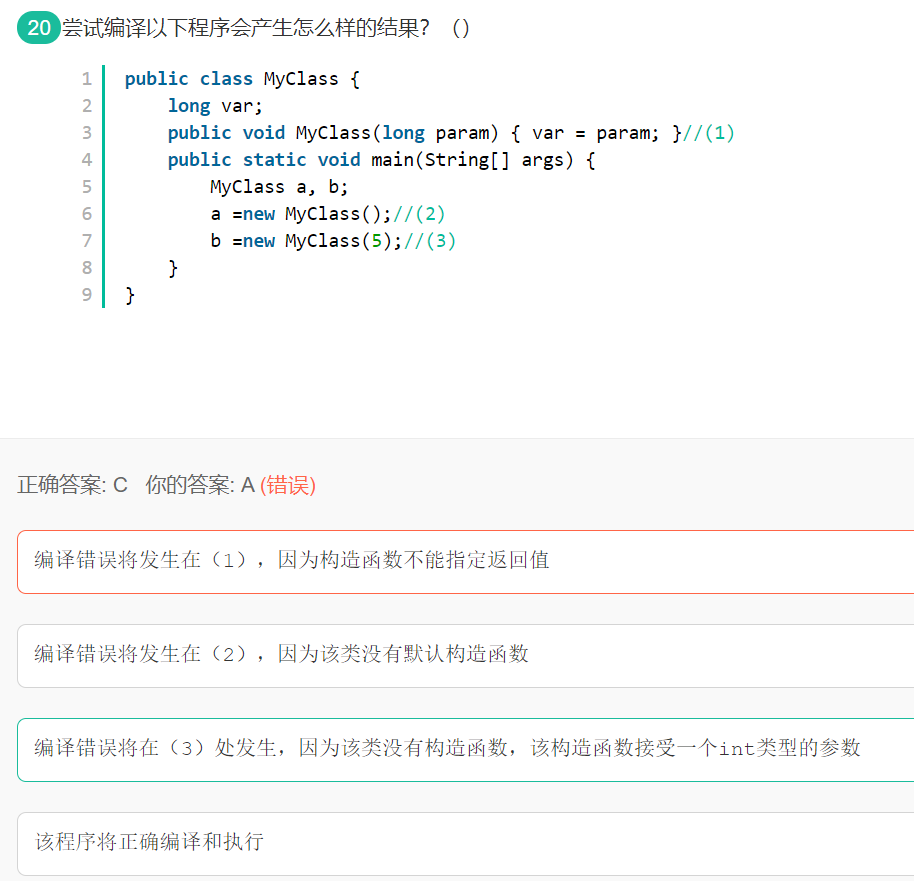 20 尝试编译以下程序会产生怎么样的结果？（）
1 public class MyClass {
2 long var;
3 public void MyClass(long param) { var = param; }//(1)
4 public static void main(String[] args) {
5 MyClass a, b;
6 a =new MyClass();//(2)
7 b =new MyClass(5);//(3)
8 }
9 }
正确答案: C 你的答案: A (错误)
编译错误将发生在（1），因为构造函数不能指定返回值
编译错误将发生在（2），因为该类没有默认构造函数
编译错误将在（3）处发生，因为该类没有构造函数，该构造函数接受一个int类型的参数
该程序将正确编译和执行